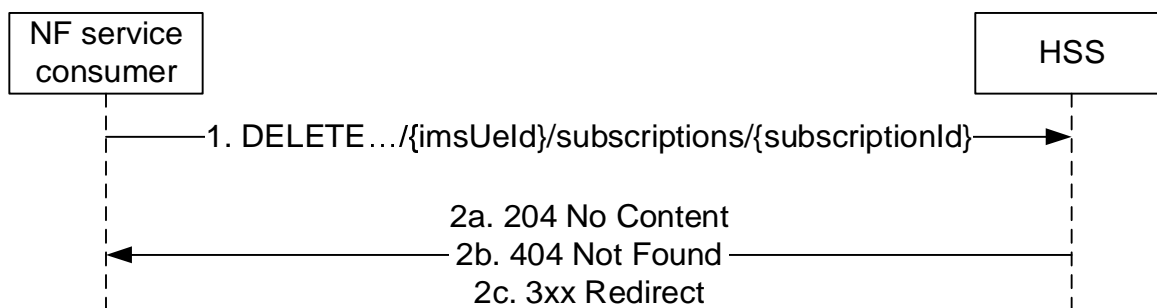 NF service
consumer
HSS
1. DELETE…/{imsUeId}/subscriptions/{subscriptionId}
2a. 204 No Content
2b. 404 Not Found
2c. 3xx Redirect